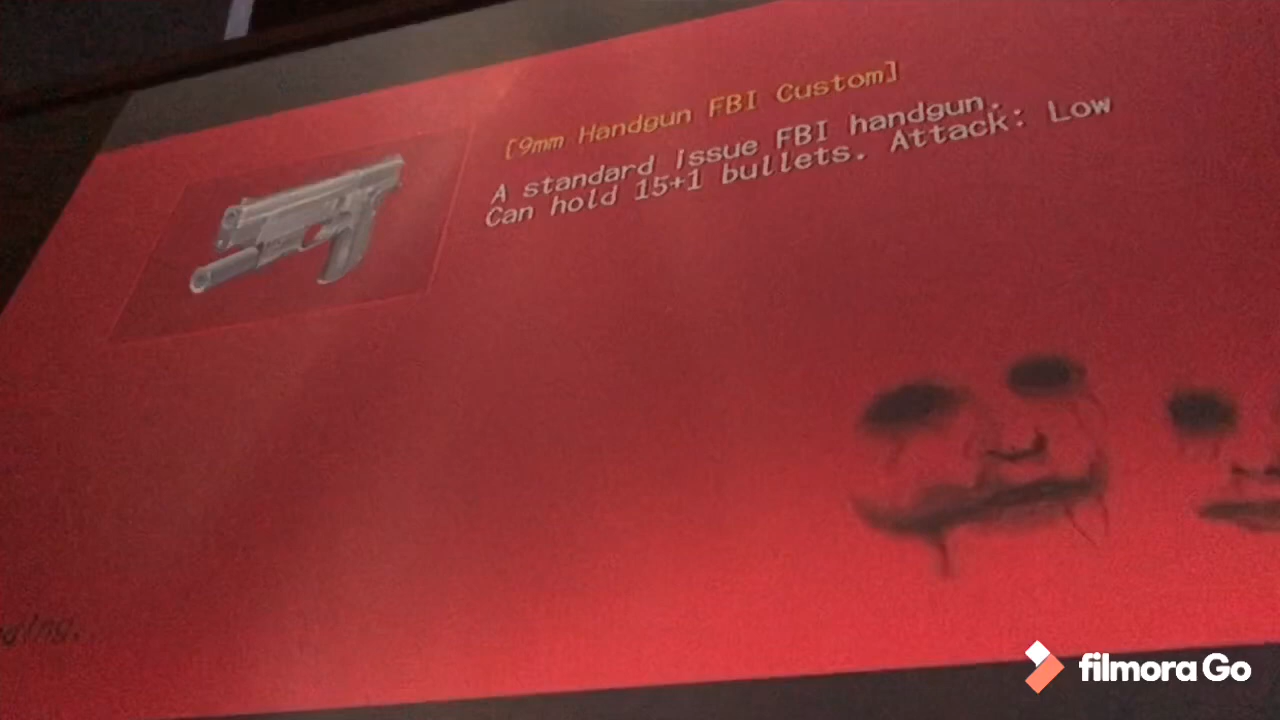 [9mm Handgun FBI Custom]
A standard issue FBI handgun.
Can hold 15+1 bullets. Attack: Low
filmora Go